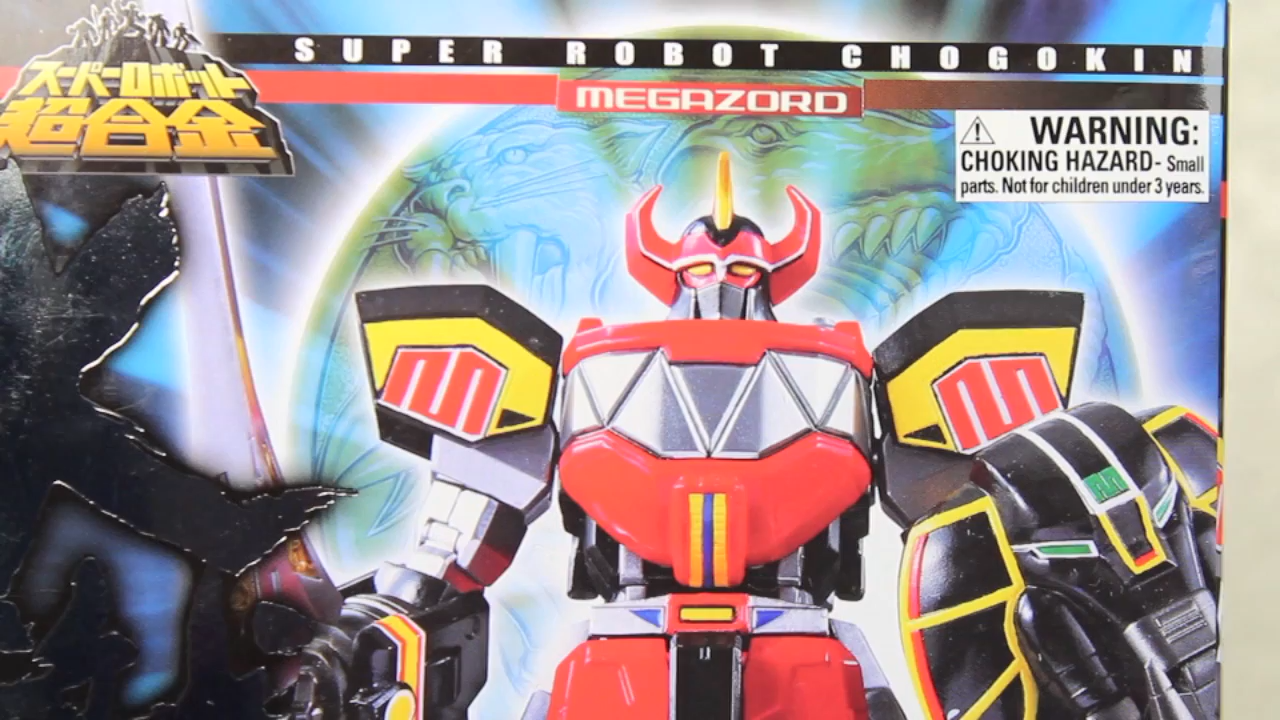 スーパーロボット
超合金
SUPER ROBOT CHOGOKIN
MEGAZORD
WARNING:
CHOKING HAZARD- Small
parts. Not for children under 3 years.